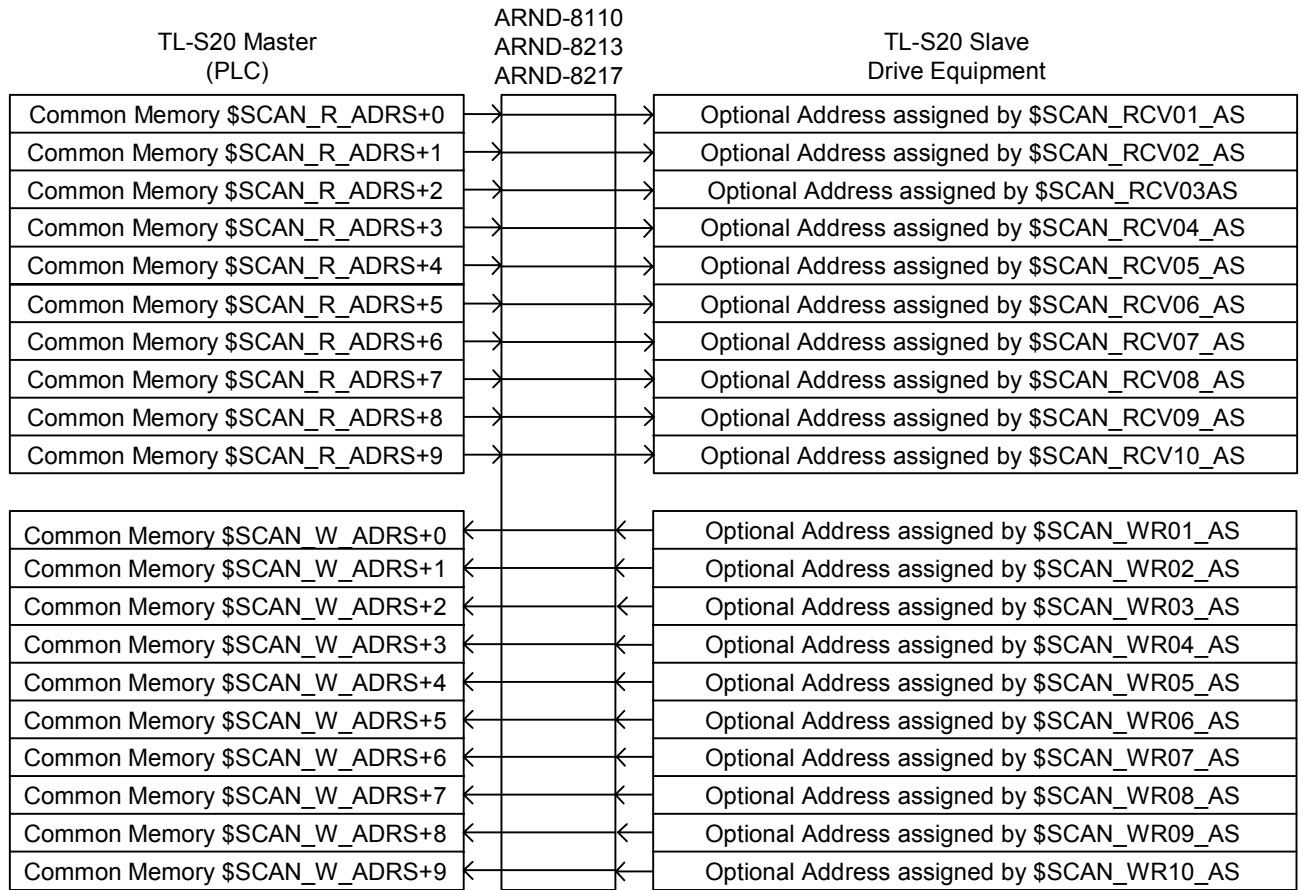 TL-S20 Master
(PLC)
ARND-8110
ARND-8213
ARND-8217
TL-S20 Slave
Drive Equipment
Common Memory $SCAN_R_ADRS+0 Optional Address assigned by $SCAN_RCV01_AS
Common Memory $SCAN_R_ADRS+1 Optional Address assigned by $SCAN_RCV02_AS
Common Memory $SCAN_R_ADRS+2 Optional Address assigned by $SCAN_RCV03AS
Common Memory $SCAN_R_ADRS+3 Optional Address assigned by $SCAN_RCV04_AS
Common Memory $SCAN_R_ADRS+4 Optional Address assigned by $SCAN_RCV05_AS
Common Memory $SCAN_R_ADRS+5 Optional Address assigned by $SCAN_RCV06_AS
Common Memory $SCAN_R_ADRS+6 Optional Address assigned by $SCAN_RCV07_AS
Common Memory $SCAN_R_ADRS+7 Optional Address assigned by $SCAN_RCV08_AS
Common Memory $SCAN_R_ADRS+8 Optional Address assigned by $SCAN_RCV09_AS
Common Memory $SCAN_R_ADRS+9 Optional Address assigned by $SCAN_RCV10_AS
Common Memory $SCAN_W_ADRS+0 Optional Address assigned by $SCAN_WR01_AS
Common Memory $SCAN_W_ADRS+1 Optional Address assigned by $SCAN_WR02_AS
Common Memory $SCAN_W_ADRS+2 Optional Address assigned by $SCAN_WR03_AS
Common Memory $SCAN_W_ADRS+3 Optional Address assigned by $SCAN_WR04_AS
Common Memory $SCAN_W_ADRS+4 Optional Address assigned by $SCAN_WR05_AS
Common Memory $SCAN_W_ADRS+5 Optional Address assigned by $SCAN_WR06_AS
Common Memory $SCAN_W_ADRS+6 Optional Address assigned by $SCAN_WR07_AS
Common Memory $SCAN_W_ADRS+7 Optional Address assigned by $SCAN_WR08_AS
Common Memory $SCAN_W_ADRS+8 Optional Address assigned by $SCAN_WR09_AS
Common Memory $SCAN_W_ADRS+9 Optional Address assigned by $SCAN_WR10_AS